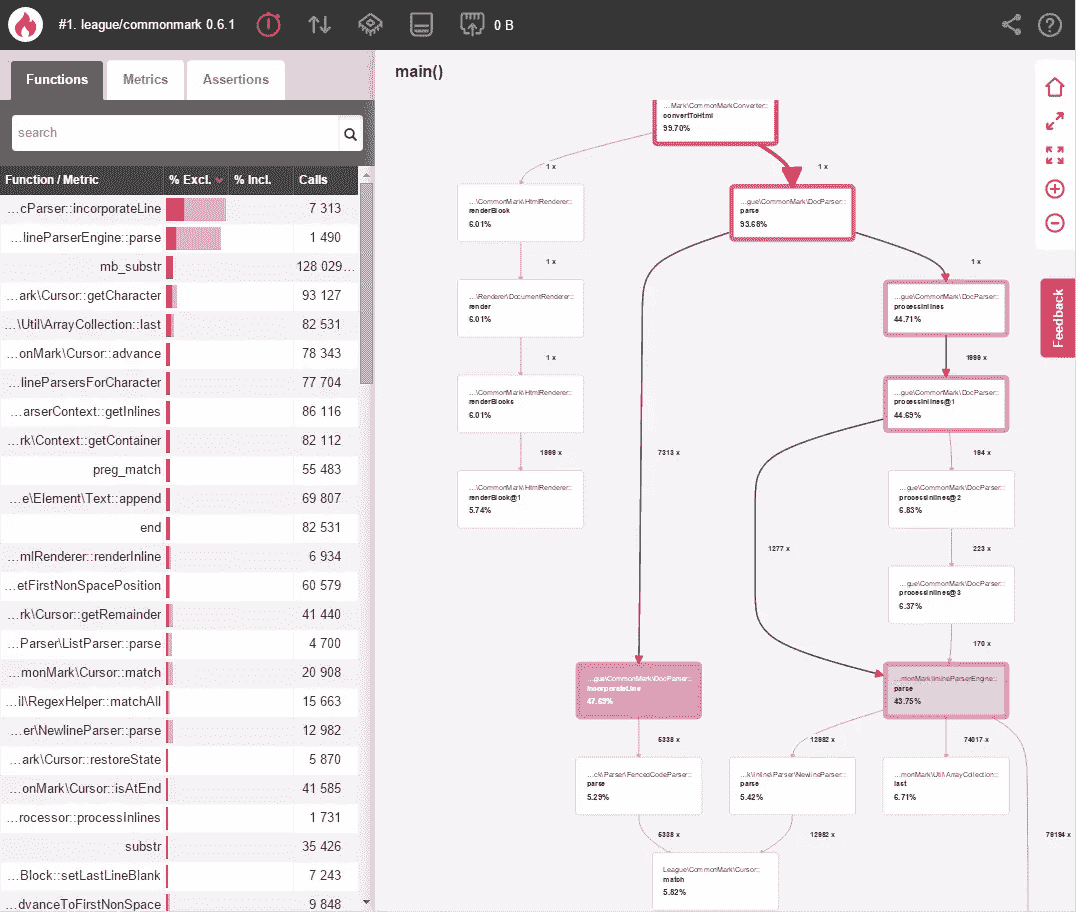 #1. league/commonmark 0.6.1
0 B
Functions
Metrics
Assertions
search
Function / Metric % Excl. % Incl. Calls
...cParser::incorporateLine 7 313
...lineParserEngine::parse 1 490
mb_substr 128 029...
...ark\Cursor::getCharacter 93 127
...\Util\ArrayCollection::last 82 531
...onMark\Cursor::advance 78 343
...lineParsersForCharacter 77 704
...arserContext::getInlines 86 116
...rk\Context::getContainer 82 112
preg_match 55 483
...e\Element\Text::append 69 807
end 82 531
...mlRenderer::renderInline 6 934
...etFirstNonSpacePosition 60 579
...rk\Cursor::getRemainder 41 440
...Parser\ListParser::parse 4 700
...monMark\Cursor::match 20 908
...il\RegexHelper::matchAll 15 663
...er\NewlineParser::parse 12 982
...ark\Cursor::restoreState 5 870
...onMark\Cursor::isAtEnd 41 585
...rocessor::processInlines 1 731
substr 35 426
...Block::setLastLineBlank 7 243
...dvanceToFirstNonSpace 9 848
main()
...Mark\CommonMarkConverter::
convertToHtml
99.70%
1 x
1 x
...\CommonMark\HtmlRenderer::
renderBlock
6.01%
...gue\CommonMark\DocParser::
parse
93.68%
1 x
1 x
...\Renderer\DocumentRenderer::
render
6.01%
...gue\CommonMark\DocParser::
processInlines
44.71%
1 x
1999 x
...\CommonMark\HtmlRenderer::
renderBlocks
6.01%
...gue\CommonMark\DocParser::
processInlines@1
44.69%
1999 x
7313 x
194 x
...\CommonMark\HtmlRenderer::
renderBlock@1
5.74%
...gue\CommonMark\DocParser::
processInlines@2
6.83%
1277 x
223 x
...gue\CommonMark\DocParser::
processInlines@3
6.37%
170 x
...gue\CommonMark\DocParser::
incorporateLine
47.69%
...monMark\InlineParserEngine::
parse
43.75%
5338 x
12982 x
74017 x
...ck\Parser\FencedCodeParser::
parse
5.29%
...k\Inline\Parser\NewlineParser::
parse
5.42%
...monMark\Util\ArrayCollection::
last
6.71%
5338 x
12982 x
79194 x
League\CommonMark\Cursor::
match
5.82%
Feedback